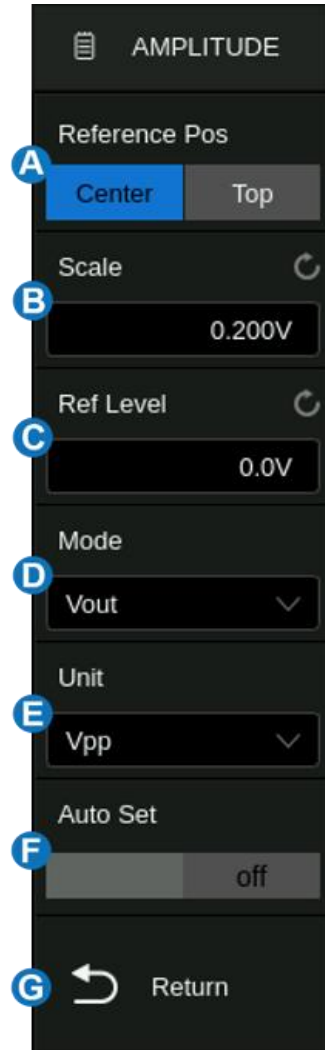 AMPLITUDE
Reference Pos
A
Center Top
Scale
B
0.200V
Ref Level
C
0.0V
Mode
D
Vout
Unit
E
Vpp
Auto Set
F
off
G Return